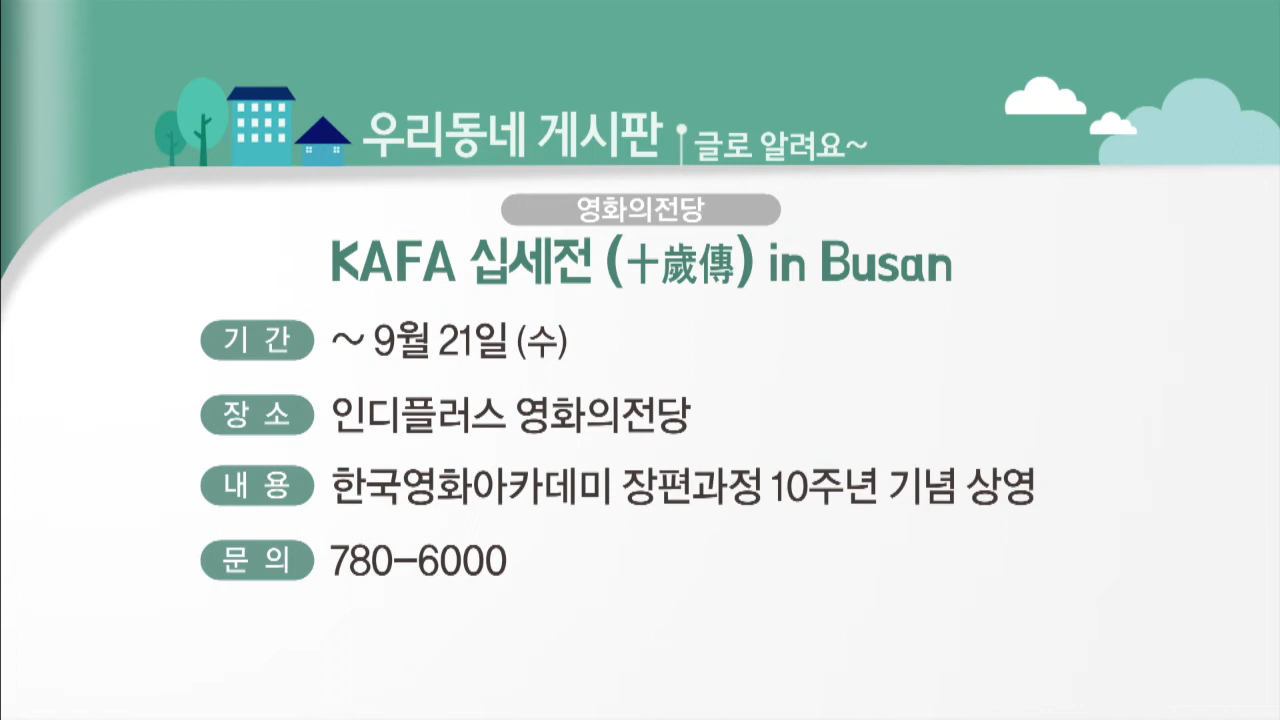 우리동네 게시판 글로 알려요~
영화의전당
KAFA 십세전 (十歲傳) in Busan
기 간 ~ 9월 21일 (수)
장 소 인디플러스 영화의전당
내 용 한국영화아카데미 장편과정 10주년 기념 상영
문 의 780-6000